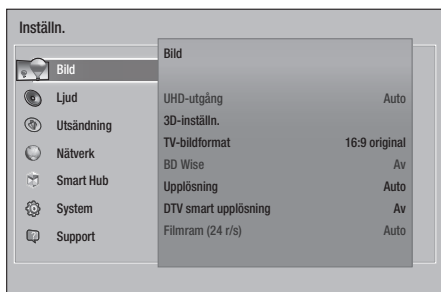 Inställn.
Bild
Ljud
Utsändning
Nätverk
Smart Hub
System
Support
Bild
UHD-utgång Auto
3D-inställn.
TV-bildformat 16:9 original
BD Wise Av
Upplösning Auto
DTV smart upplösning Av
Filmram (24 r/s) Auto